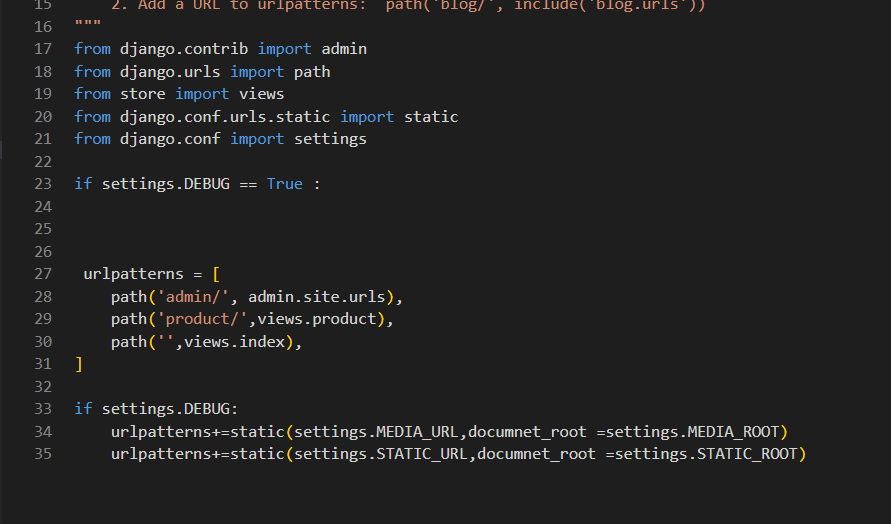 15 2. Add a URL to urlpatterns: path('blog/', include('blog.urls'))
16 """
17 from django.contrib import admin
18 from django.urls import path
19 from store import views
20 from django.conf.urls.static import static
21 from django.conf import settings
22
23 if settings.DEBUG == True :
24
25
26
27 urlpatterns = [
28 path('admin/', admin.site.urls),
29 path('product/',views.product),
30 path('',views.index),
31 ]
32
33 if settings.DEBUG:
34 urlpatterns+=static(settings.MEDIA_URL,documnet_root =settings.MEDIA_ROOT)
35 urlpatterns+=static(settings.STATIC_URL,documnet_root =settings.STATIC_ROOT)